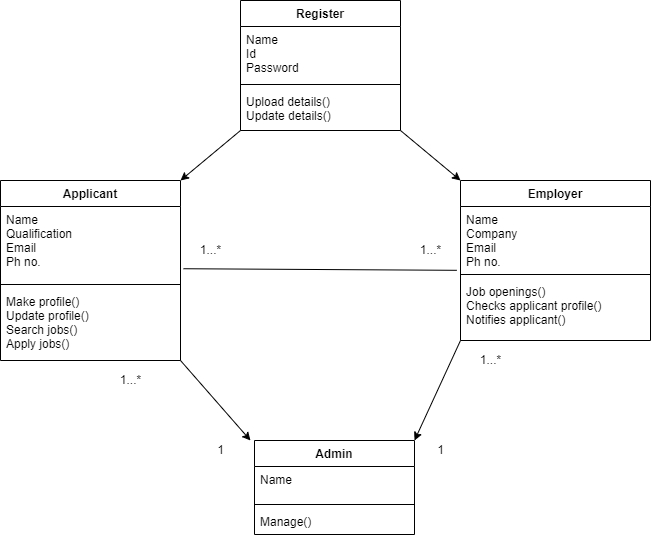 Register
Name
Id
Password
Upload details()
Update details()
Applicant
Name
Qualification
Email
Ph no.
Make profile()
Update profile()
Search jobs()
Apply jobs()
Employer
Name
Company
Email
Ph no.
Job openings()
Checks applicant profile()
Notifies applicant()
1...*
1...*
1...*
1...*
1
1
Admin
Name
Manage()